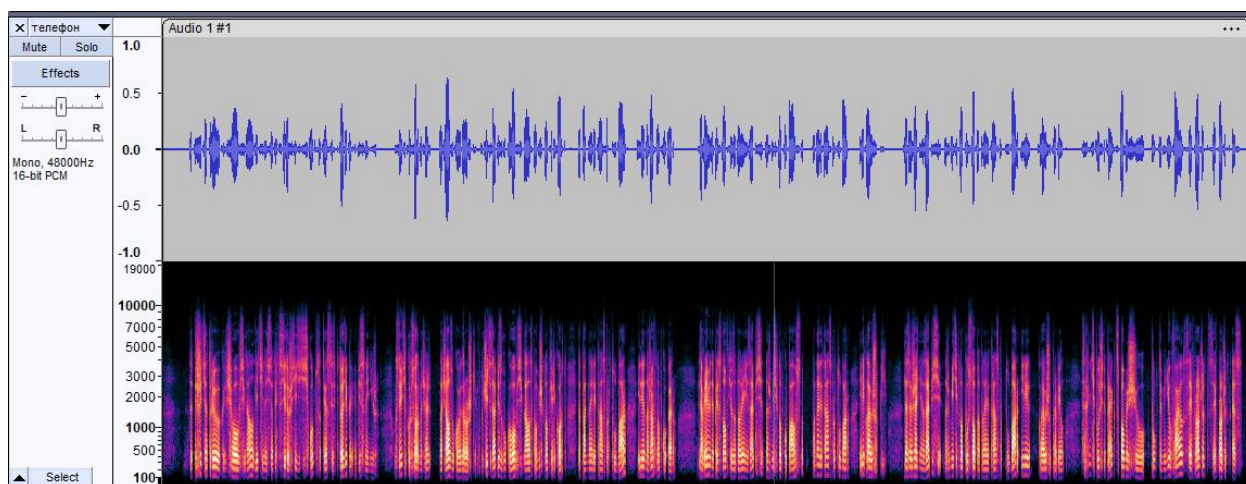 × телефон ▼ Audio 1 #1 ...
Mute Solo
Effects
- +
L R
Mono, 48000Hz
16-bit PCM
1.0
0.5
0.0
-0.5
-1.0
19000
10000
7000
5000
3000
2000
1000
500
100
Select